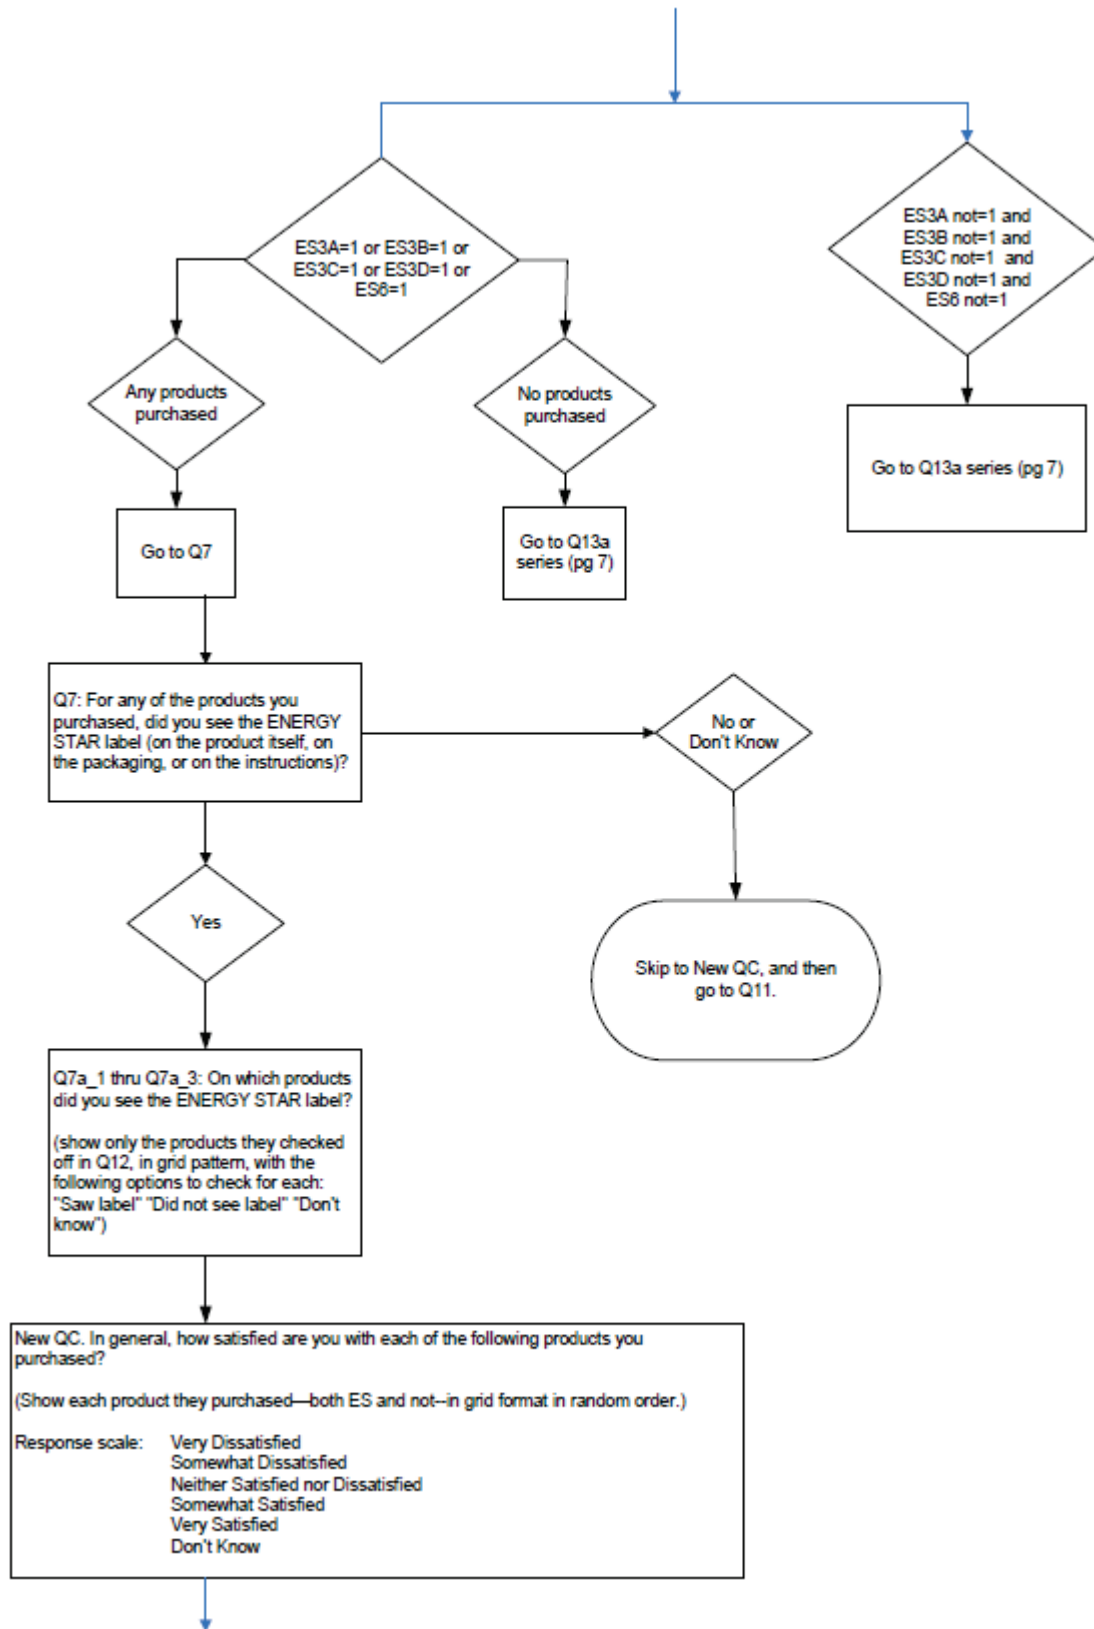 ES3A=1 or ES3B=1 or
ES3C=1 or ES3D=1 or
ES6=1
ES3A not=1 and
ES3B not=1 and
ES3C not=1 and
ES3D not=1 and
ES6 not=1
Any products
purchased
No products
purchased
Go to Q13a series (pg 7)
Go to Q7
Go to Q13a
series (pg 7)
Q7: For any of the products you
purchased, did you see the ENERGY
STAR label (on the product itself, on
the packaging, or on the instructions)?
No or
Don't Know
Yes
Skip to New QC, and then
go to Q11.
Q7a_1 thru Q7a_3: On which products
did you see the ENERGY STAR label?
(show only the products they checked
off in Q12, in grid pattern, with the
following options to check for each:
"Saw label" "Did not see label" "Don't
know")
New QC. In general, how satisfied are you with each of the following products you
purchased?
(Show each product they purchased—both ES and not--in grid format in random order.)
Response scale: Very Dissatisfied
Somewhat Dissatisfied
Neither Satisfied nor Dissatisfied
Somewhat Satisfied
Very Satisfied
Don't Know